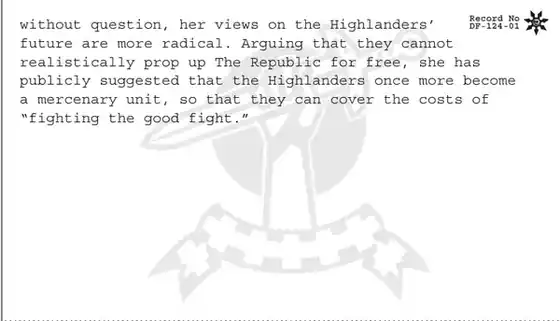 without question, her views on the Highlanders’
future are more radical. Arguing that they cannot
realistically prop up The Republic for free, she has
publicly suggested that the Highlanders once more become
a mercenary unit, so that they can cover the costs of
“fighting the good fight.”
Record No
DF-124-01